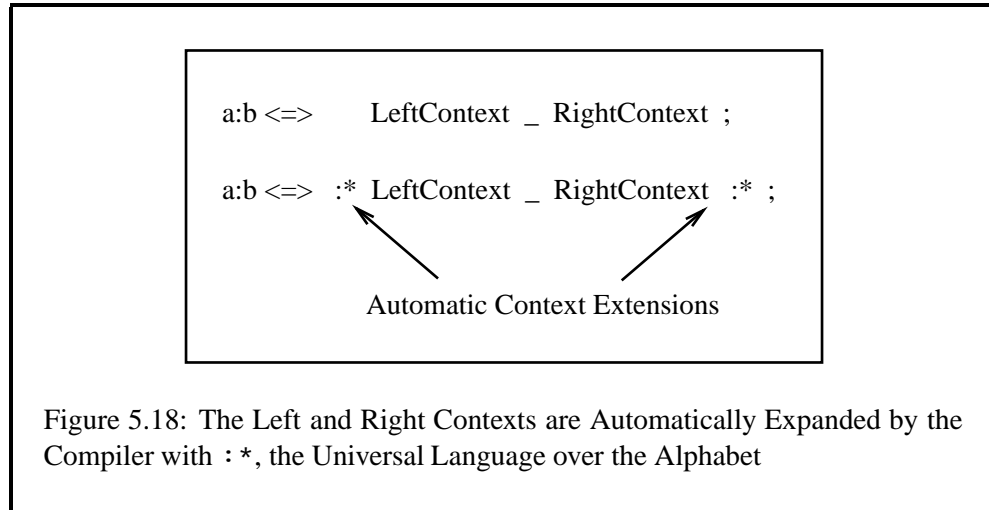 a:b <=> LeftContext _ RightContext ;
a:b <=> :* LeftContext _ RightContext :* ;
Automatic Context Extensions
Figure 5.18: The Left and Right Contexts are Automatically Expanded by the
Compiler with :*, the Universal Language over the Alphabet